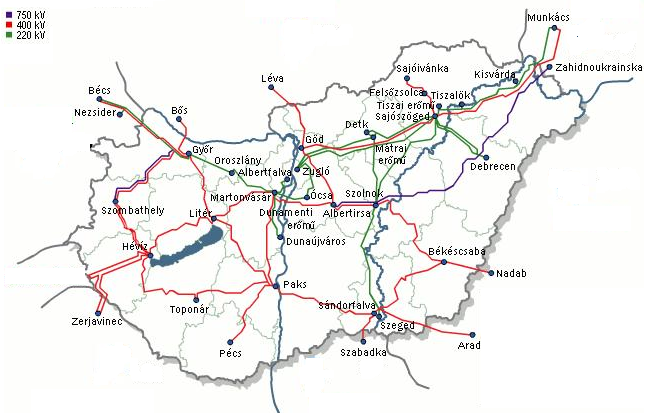 750 kV
400 kV
220 kV
Munkács
Zahidnoukrainska
Kisvárda
Sajóivánka
Felsőzsolca
Tiszalök
Tiszai erőmű
Sajószöged
Léva
Bécs
Nezsider
Bős
Győr
Göd
Detk
Mátrai
erőmű
Debrecen
Oroszlány
Albertfalva
Zugló
Martonvásár
Ócsa
Szolnok
Albertirsa
Szombathely
Litér
Dunamenti
erőmű
Dunaújváros
Hévíz
Békéscsaba
Nadab
Paks
Toponár
Zerjavinec
Sándorfalva
Szeged
Pécs
Szabadka
Arad